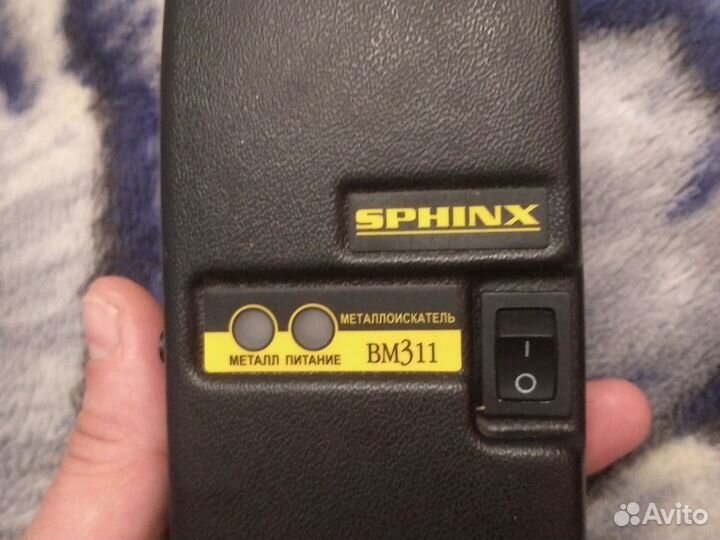 SPHINX
МЕТАЛЛОИСКАТЕЛЬ
МЕТАЛЛ ПИТАНИЕ ВМ311
Avito